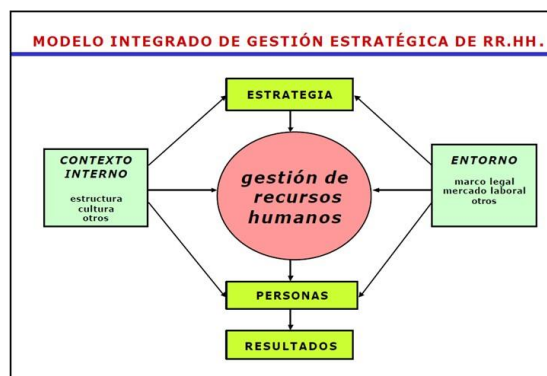 MODELO INTEGRADO DE GESTIÓN ESTRATÉGICA DE RR.HH.
ESTRATEGIA
CONTEXTO
INTERNO
estructura
cultura
otros
gestión de
recursos
humanos
ENTORNO
marco legal
mercado laboral
otros
PERSONAS
RESULTADOS